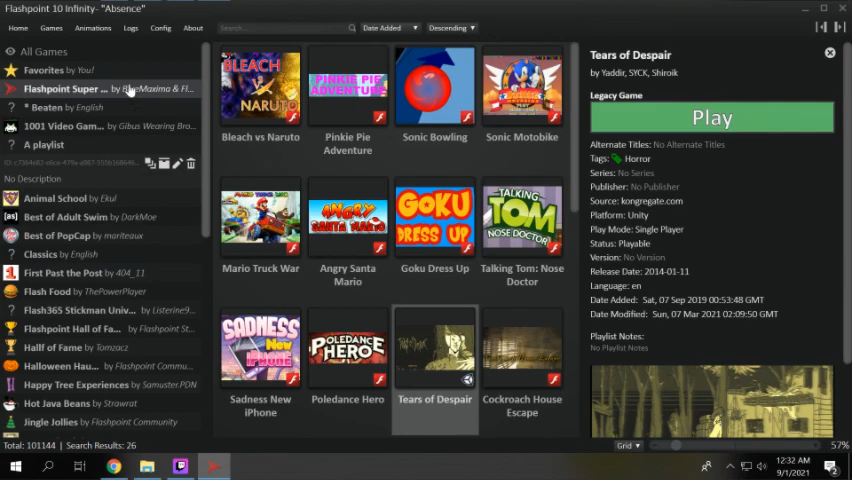 Flashpoint 10 Infinity- "Absence"
Home Games Animations Logs Config About Search... Date Added Descending
All Games
Favorites by You!
Flashpoint Super ... by BlueMaxima & Fl...
* Beaten by English
1001 Video Gam... by Gibus Wearing Bro...
A playlist
No Description
Animal School by Ekul
Best of Adult Swim by DarkMoe
Best of PopCap by mariteaux
Classics by English
First Past the Post by 404_11
Flash Food by ThePowerPlayer
Flash365 Stickman Univ... by Listerine9...
Flashpoint Hall of Fa... by Flashpoint St...
Hallf of Fame by Tomzacz
Halloween Hau... by Flashpoint Commu...
Happy Tree Experiences by Samuster.PDN
Hot Java Beans by Strawrat
Jingle Jollies by Flashpoint Community
BLEACH
NARUTO
Bleach vs Naruto
PINKIE PIE
ADVENTURE
Pinkie Pie
Adventure
Sonic Bowling
Sonic Motobike
MARIO TRUCK WAR
Mario Truck War
ANGRY
SANTA MARIO
Angry Santa
Mario
GOKU
DRESS UP
Goku Dress Up
TALKING
TOM
NOSE DOCTOR
Talking Tom: Nose
Doctor
SADNESS
New
iPHONE
Sadness New
iPhone
POLEDANCE
HERO
Poledance Hero
Tears of Despair
Cockroach House
Escape
Tears of Despair
by Yaddir, SYCK, Shiroik
Legacy Game
Play
Alternate Titles: No Alternate Titles
Tags: Horror
Series: No Series
Publisher: No Publisher
Source: kongregate.com
Platform: Unity
Play Mode: Single Player
Status: Playable
Version: No Version
Release Date: 2014-01-11
Language: en
Date Added: Sat, 07 Sep 2019 00:53:48 GMT
Date Modified: Sun, 07 Mar 2021 02:09:50 GMT
Playlist Notes:
No Playlist Notes
Total: 101144 | Search Results: 26
Grid
57%
12:32 AM
9/1/2021
2